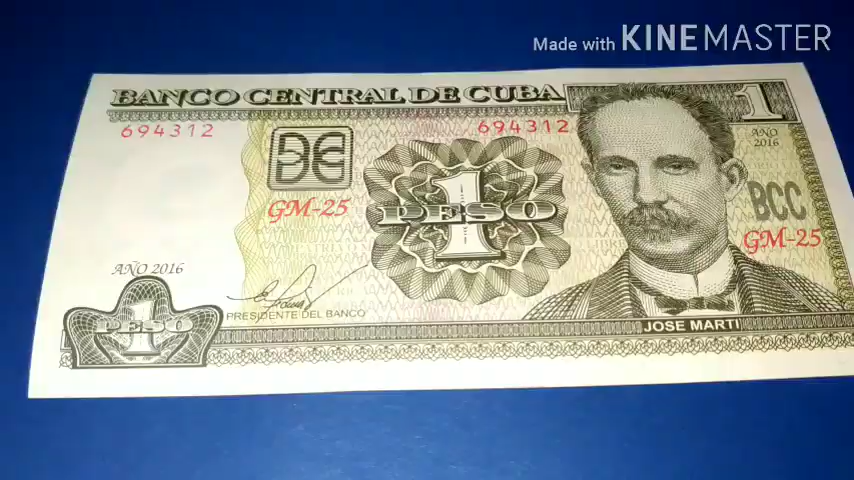 Made with KINEMASTER
BANCO CENTRAL DE CUBA 1
694312 694312
AÑO
2016
BCC
1
PESO
GM-25 GM-25
AÑO 2016
1
PESO
PRESIDENTE DEL BANCO
JOSE MARTI